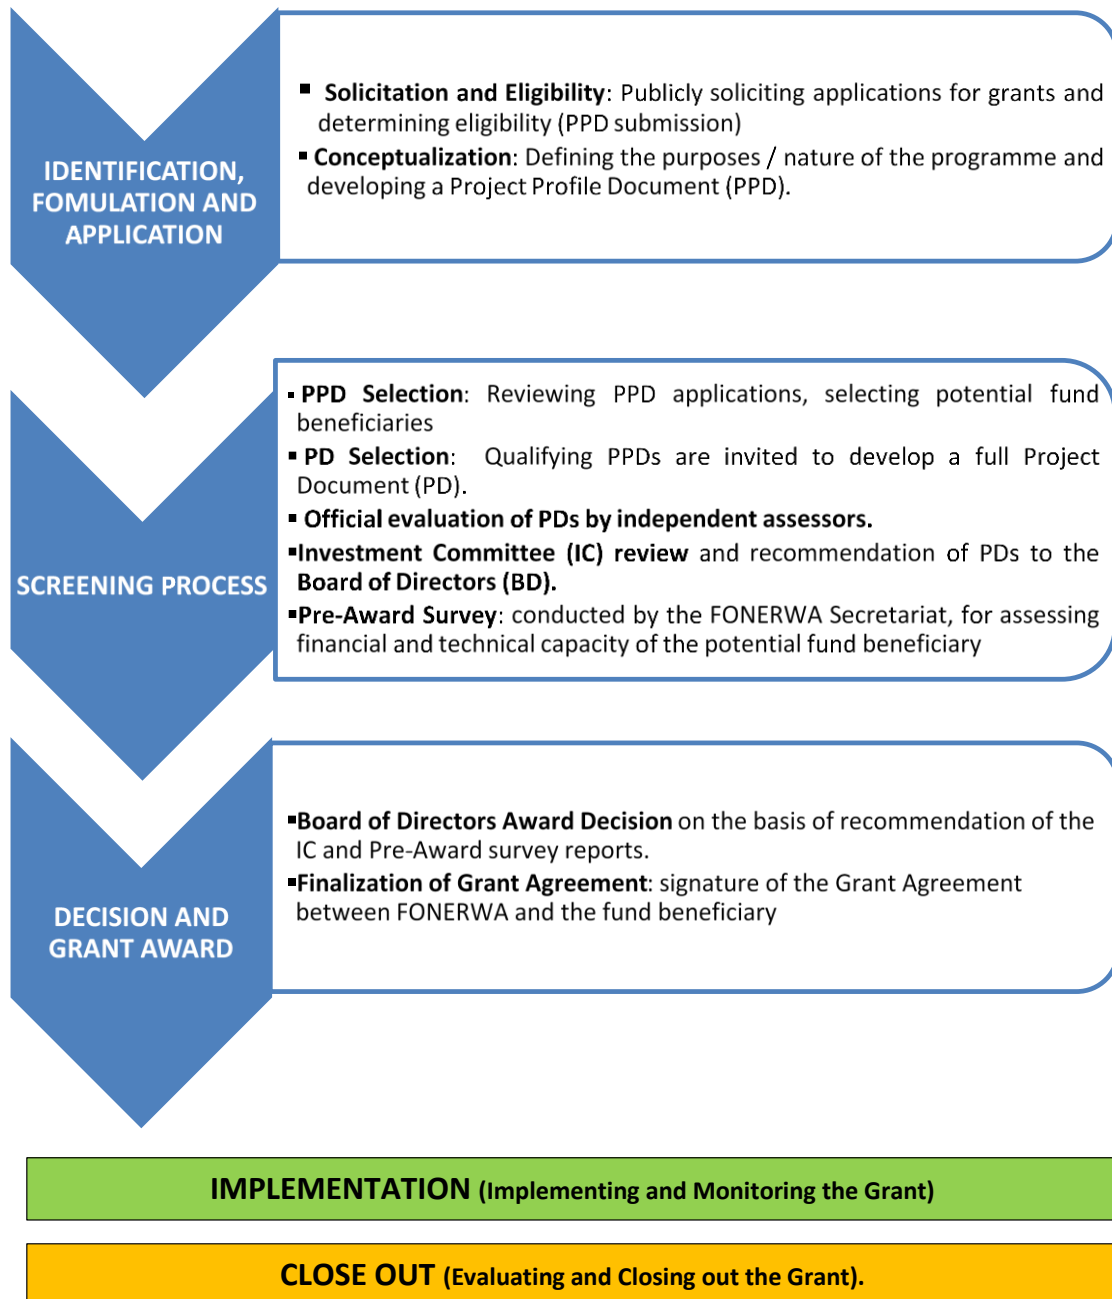 IDENTIFICATION,
FOMULATION AND
APPLICATION
▪ Solicitation and Eligibility: Publicly soliciting applications for grants and
determining eligibility (PPD submission)
▪ Conceptualization: Defining the purposes / nature of the programme and
developing a Project Profile Document (PPD).
SCREENING PROCESS
▪ PPD Selection: Reviewing PPD applications, selecting potential fund
beneficiaries
▪ PD Selection: Qualifying PPDs are invited to develop a full Project
Document (PD).
▪ Official evaluation of PDs by independent assessors.
▪Investment Committee (IC) review and recommendation of PDs to the
Board of Directors (BD).
▪Pre-Award Survey: conducted by the FONERWA Secretariat, for assessing
financial and technical capacity of the potential fund beneficiary
DECISION AND
GRANT AWARD
▪Board of Directors Award Decision on the basis of recommendation of the
IC and Pre-Award survey reports.
▪Finalization of Grant Agreement: signature of the Grant Agreement
between FONERWA and the fund beneficiary
IMPLEMENTATION (Implementing and Monitoring the Grant)
CLOSE OUT (Evaluating and Closing out the Grant).